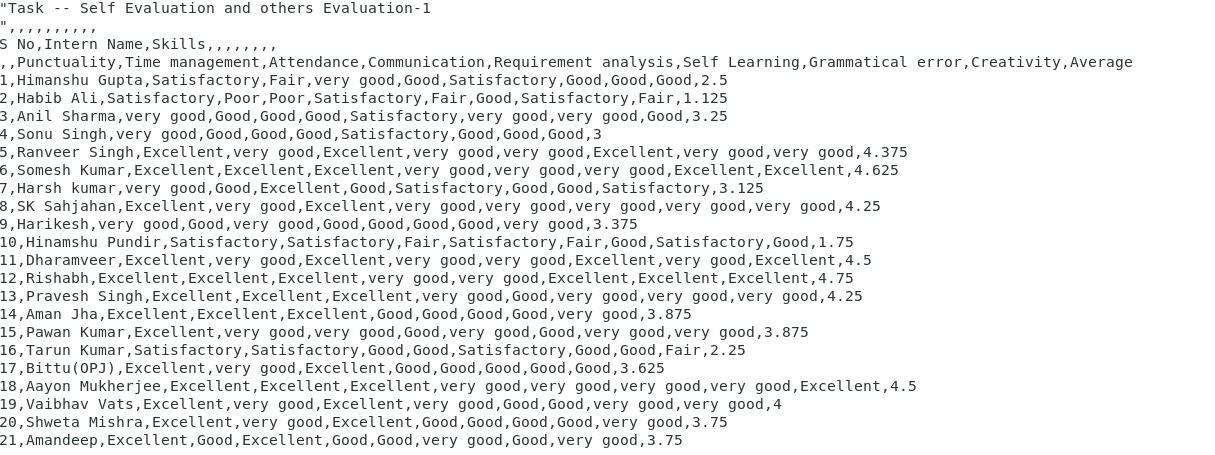 "Task -- Self Evaluation and others Evaluation-1
",,,,,,,,,,
S No,Intern Name,Skills,,,,,,,,
,,Punctuality,Time management,Attendance,Communication,Requirement analysis,Self Learning,Grammatical error,Creativity,Average
1,Himanshu Gupta,Satisfactory,Fair,very good,Good,Satisfactory,Good,Good,Good,2.5
2,Habib Ali,Satisfactory,Poor,Poor,Satisfactory,Fair,Good,Satisfactory,Fair,1.125
3,Anil Sharma,very good,Good,Good,Good,Satisfactory,very good,very good,Good,3.25
4,Sonu Singh,very good,Good,Good,Good,Satisfactory,Good,Good,Good,3
5,Ranveer Singh,Excellent,very good,Excellent,very good,very good,Excellent,very good,very good,4.375
6,Somesh Kumar,Excellent,Excellent,Excellent,very good,very good,very good,Excellent,Excellent,4.625
7,Harsh kumar,very good,Good,Excellent,Good,Satisfactory,Good,Good,Satisfactory,3.125
8,SK Sahjahan,Excellent,very good,Excellent,very good,very good,very good,very good,very good,4.25
9,Harikesh,very good,Good,very good,Good,Good,Good,Good,very good,3.375
10,Hinamshu Pundir,Satisfactory,Satisfactory,Fair,Satisfactory,Fair,Good,Satisfactory,Good,1.75
11,Dharamveer,Excellent,very good,Excellent,very good,very good,Excellent,very good,Excellent,4.5
12,Rishabh,Excellent,Excellent,Excellent,very good,very good,Excellent,Excellent,Excellent,4.75
13,Pravesh Singh,Excellent,Excellent,Excellent,very good,Good,very good,very good,very good,4.25
14,Aman Jha,Excellent,Excellent,Excellent,Good,Good,Good,Good,very good,3.875
15,Pawan Kumar,Excellent,very good,very good,Good,very good,Good,very good,very good,3.875
16,Tarun Kumar,Satisfactory,Satisfactory,Good,Good,Satisfactory,Good,Good,Fair,2.25
17,Bittu(OPJ),Excellent,very good,Excellent,Good,Good,Good,Good,Good,3.625
18,Aayon Mukherjee,Excellent,Excellent,Excellent,very good,very good,very good,very good,Excellent,4.5
19,Vaibhav Vats,Excellent,very good,Excellent,very good,Good,Good,very good,very good,4
20,Shweta Mishra,Excellent,very good,Excellent,Good,Good,Good,Good,very good,3.75
21,Amandeep,Excellent,Good,Excellent,Good,Good,very good,Good,very good,3.75